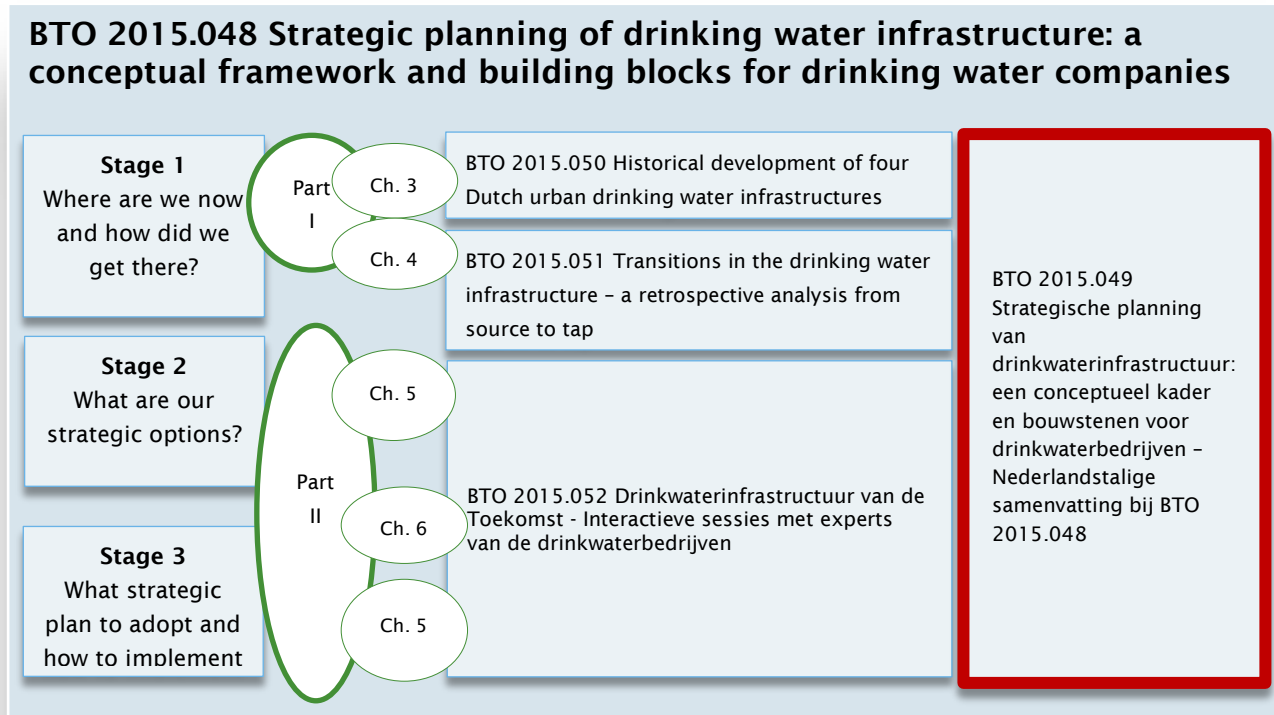 BTO 2015.048 Strategic planning of drinking water infrastructure: a
conceptual framework and building blocks for drinking water companies
Stage 1
Where are we now
and how did we
get there?
Stage 2
What are our
strategic options?
Stage 3
What strategic
plan to adopt and
how to implement
Part
I
Ch. 3
Ch. 4
Part
II
Ch. 5
Ch. 6
Ch. 5
BTO 2015.050 Historical development of four
Dutch urban drinking water infrastructures
BTO 2015.051 Transitions in the drinking water
infrastructure – a retrospective analysis from
source to tap
BTO 2015.052 Drinkwaterinfrastructuur van de
Toekomst - Interactieve sessies met experts
van de drinkwaterbedrijven
BTO 2015.049
Strategische planning
van
drinkwaterinfrastructuur:
een conceptueel kader
en bouwstenen voor
drinkwaterbedrijven –
Nederlandstalige
samenvatting bij BTO
2015.048